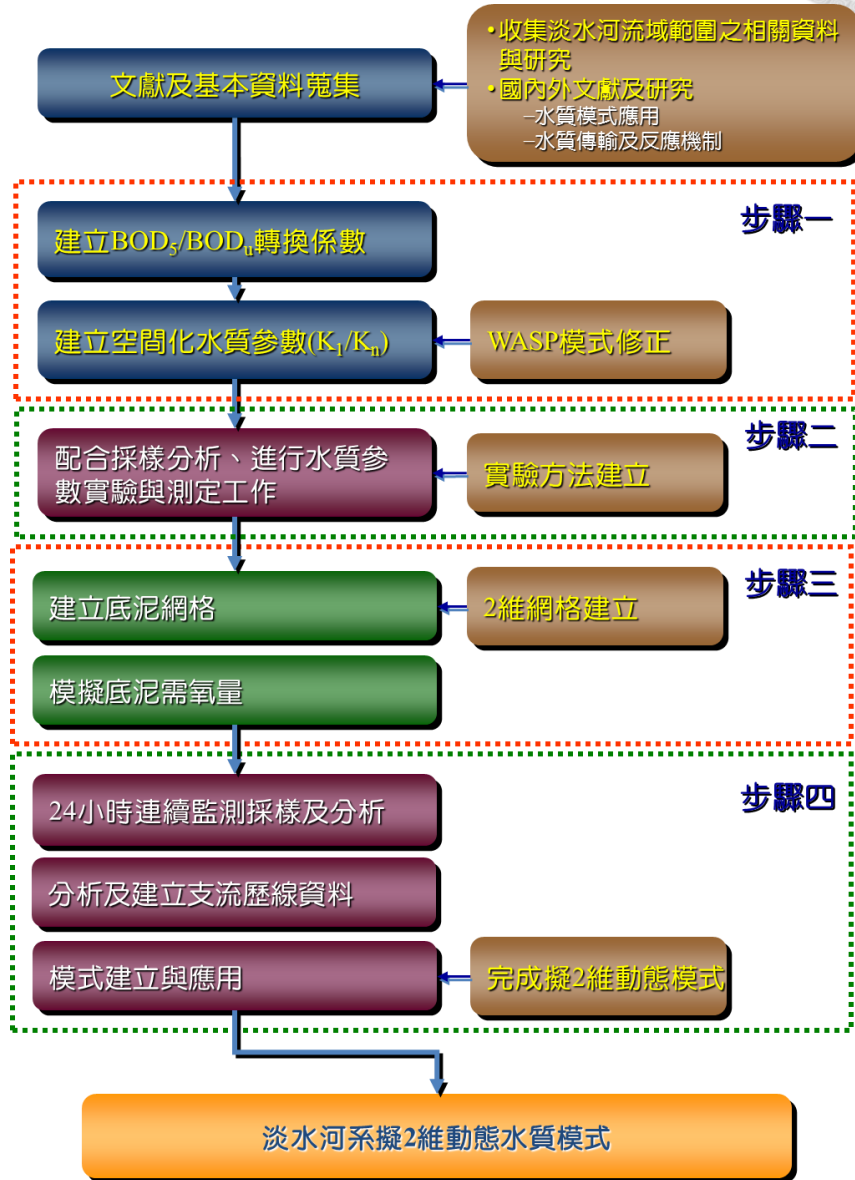 文獻及基本資料蒐集
•收集淡水河流域範圍之相關資料
與研究
•國內外文獻及研究
–水質模式應用
–水質傳輸及反應機制
步驟一
建立BOD₅/BODᵤ轉換係數
建立空間化水質參數(K₁/Kₙ)
WASP模式修正
步驟二
配合採樣分析、進行水質參
數實驗與測定工作
實驗方法建立
步驟三
建立底泥網格
2維網格建立
模擬底泥需氧量
步驟四
24小時連續監測採樣及分析
分析及建立支流歷線資料
模式建立與應用
完成擬2維動態模式
淡水河系擬2維動態水質模式